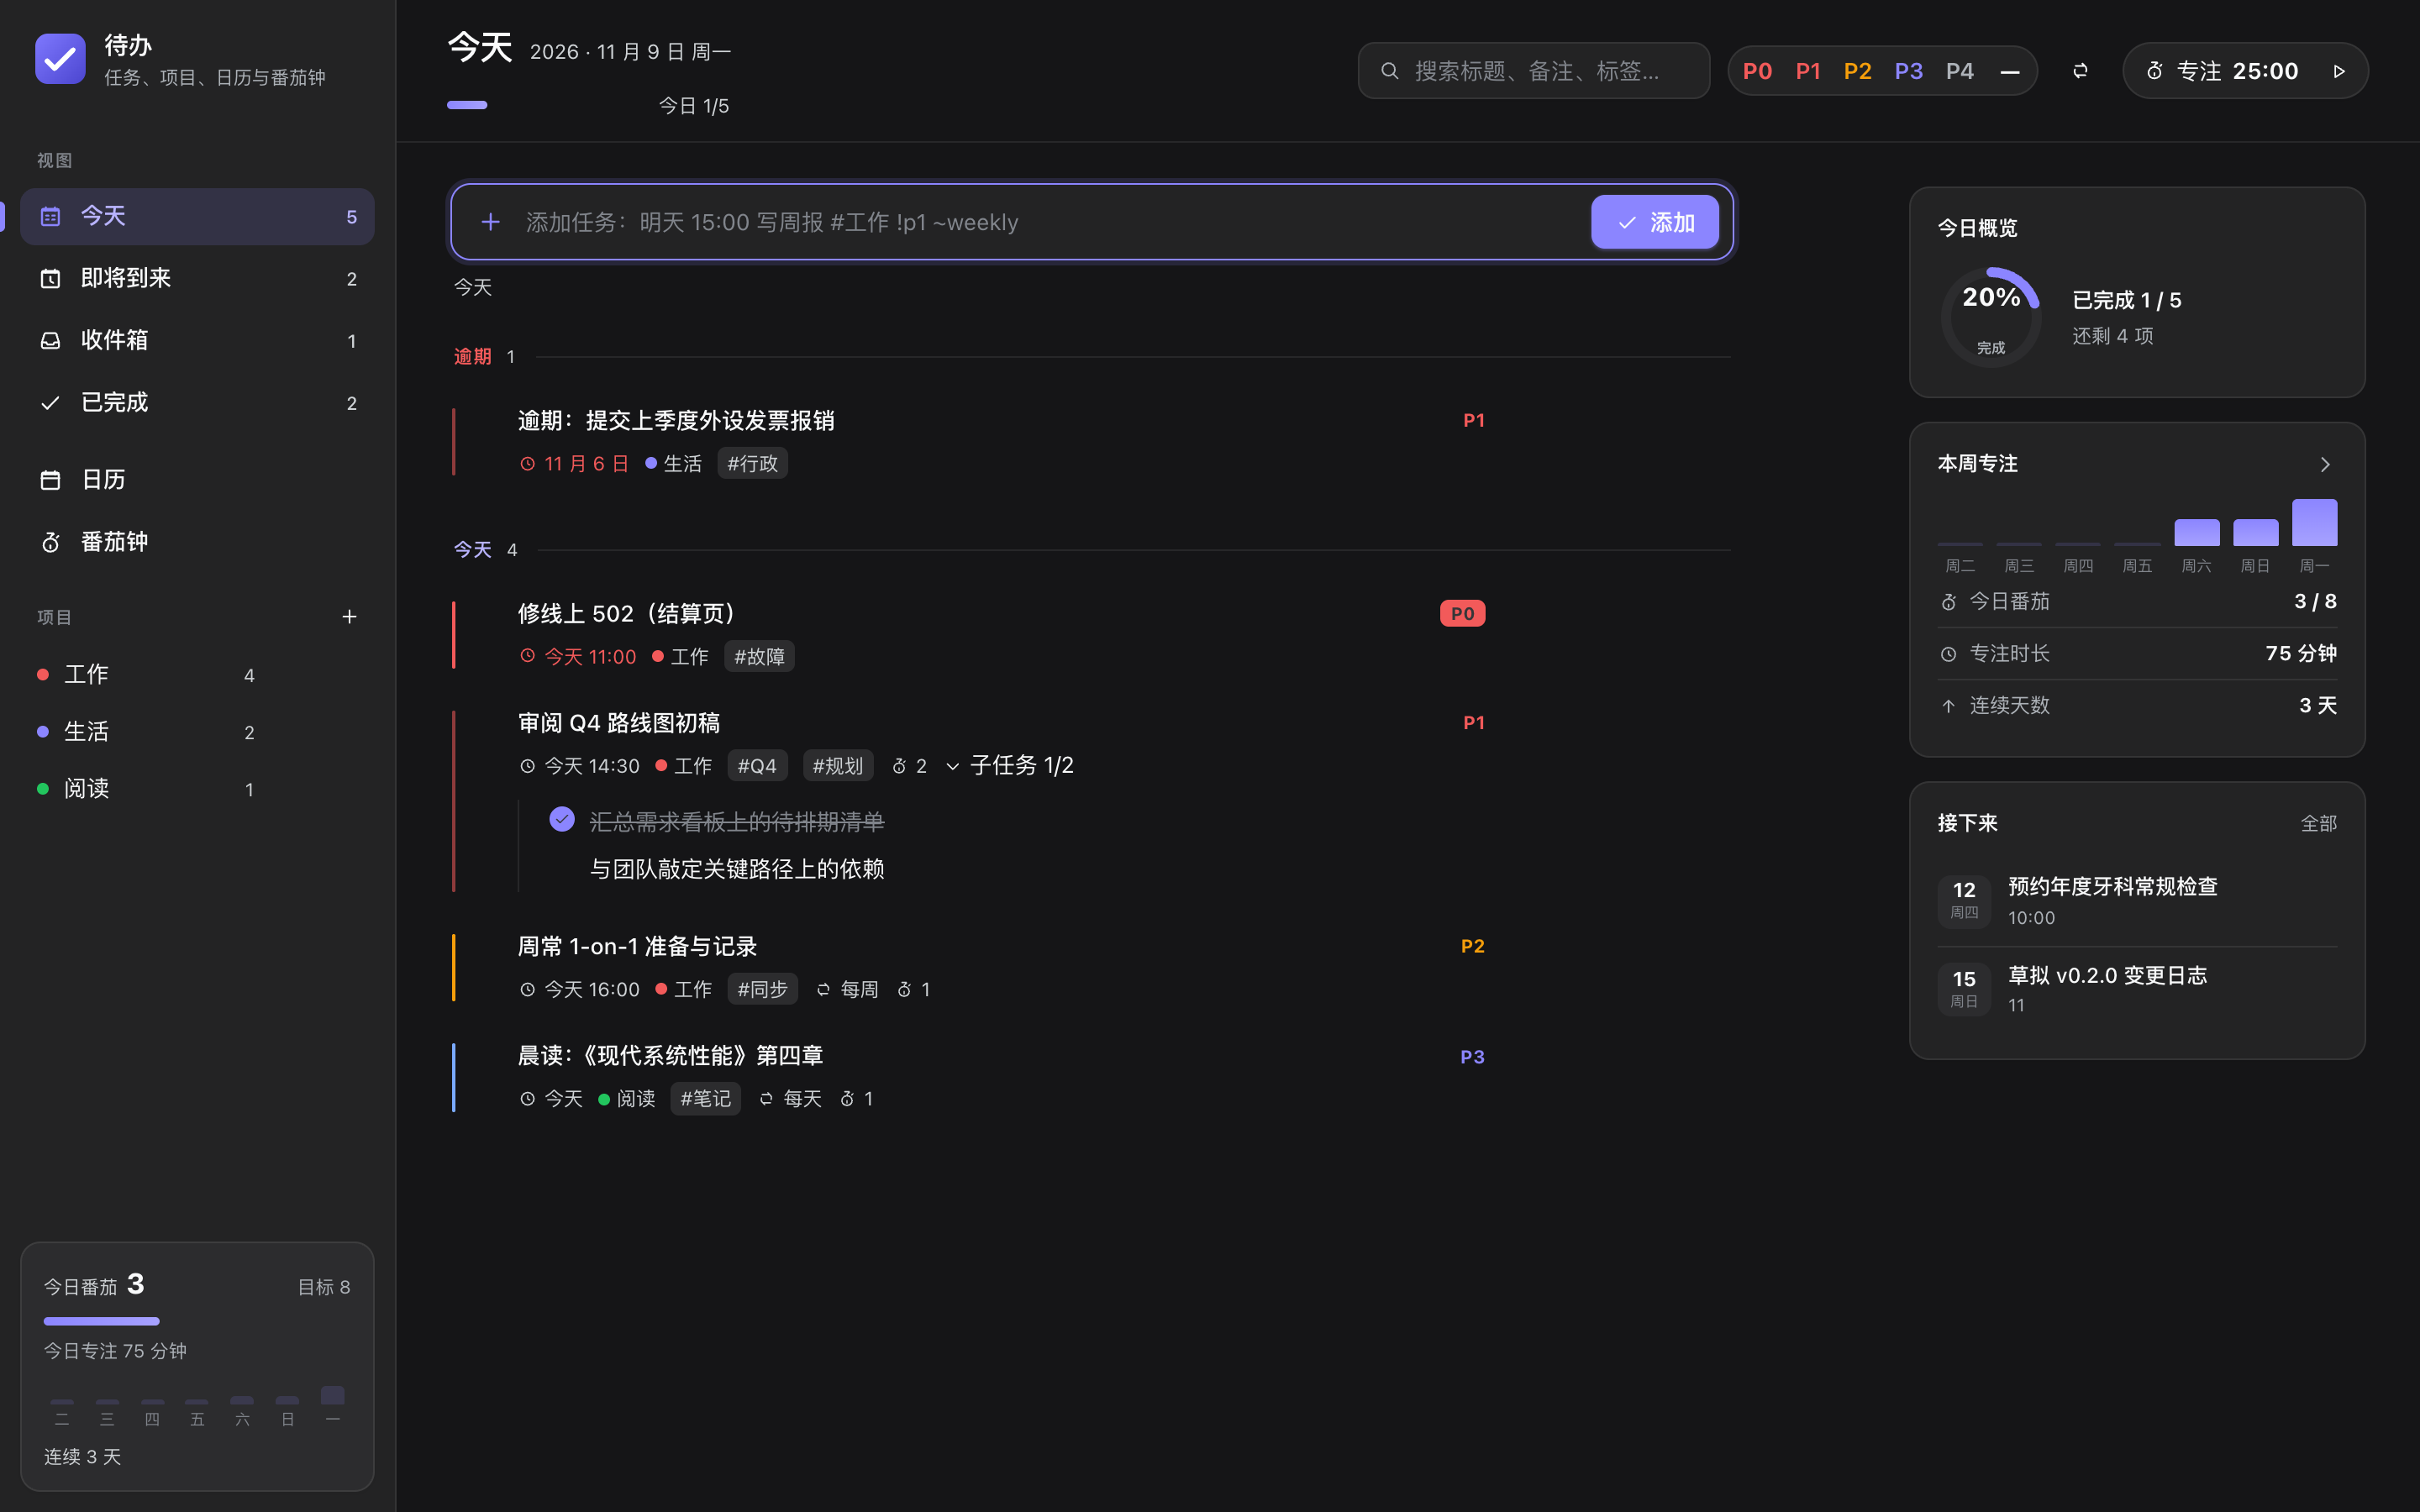 待办
任务、项目、日历与番茄钟
视图
今天 5
即将到来 2
收件箱 1
已完成 2
日历
番茄钟
项目
工作 4
生活 2
阅读 1
今日番茄 3 目标 8
今日专注 75 分钟
二 三 四 五 六 日 一
连续 3 天
今天 2026 · 11 月 9 日 周一
今日 1/5
搜索标题、备注、标签...
P0 P1 P2 P3 P4 —
专注 25:00
添加任务：明天 15:00 写周报 #工作 !p1 ~weekly
添加
今天
逾期 1
逾期：提交上季度外设发票报销 P1
11 月 6 日 生活 #行政
今天 4
修线上 502（结算页） P0
今天 11:00 工作 #故障
审阅 Q4 路线图初稿 P1
今天 14:30 工作 #Q4 #规划 2 子任务 1/2
汇总需求看板上的待排期清单
与团队敲定关键路径上的依赖
周常 1-on-1 准备与记录 P2
今天 16:00 工作 #同步 每周 1
晨读：《现代系统性能》第四章 P3
今天 阅读 #笔记 每天 1
今日概览
20%
完成
已完成 1 / 5
还剩 4 项
本周专注
周二 周三 周四 周五 周六 周日 周一
今日番茄 3 / 8
专注时长 75 分钟
连续天数 3 天
接下来 全部
12 周四
预约年度牙科常规检查
10:00
15 周日
草拟 v0.2.0 变更日志
11